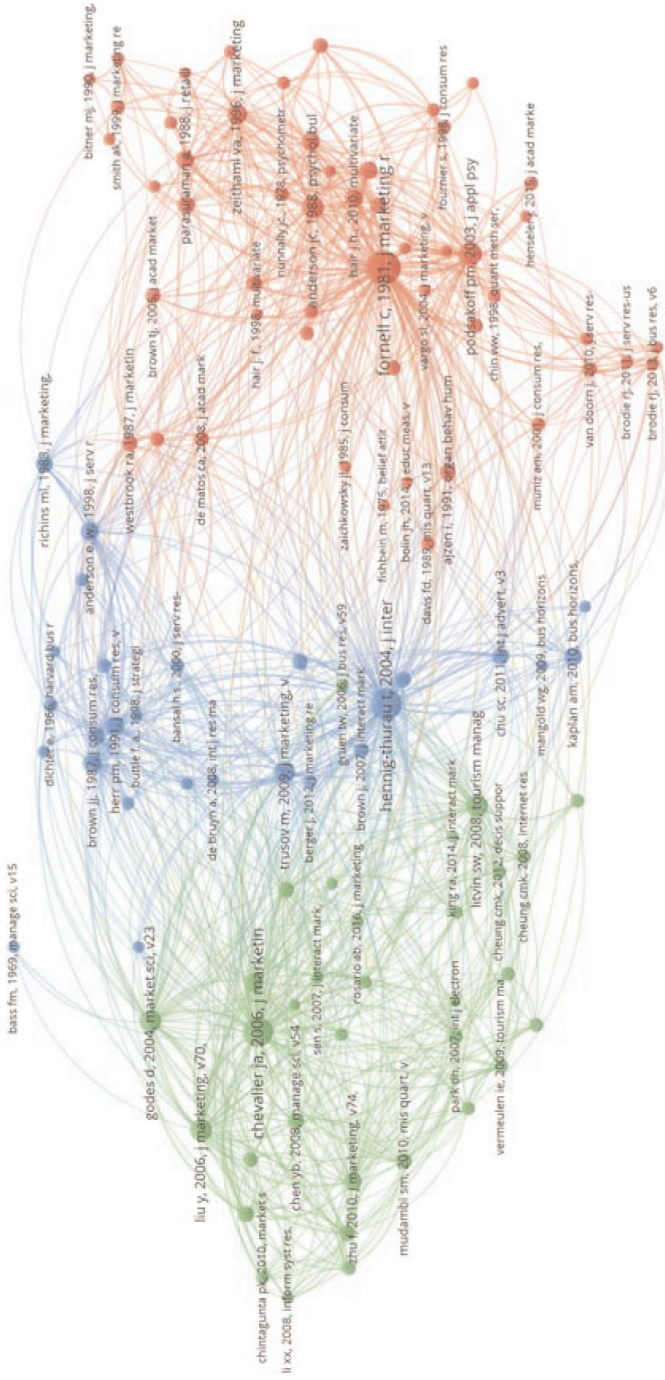 bass fm, 1969, manage sci, v15
richins ml, 1983, j marketing,
bitner mj, 1990, j marketing,
smith ak, 1999, j marketing re
dichter e, 1966, harvard bus r
anderson e. w., 1998, j serv r
godes d, 2004, market sci, v23
brown jj, 1987, j consum res,
herr pm, 1991, j consum res, v
buttle f. a., 1998, j strategi
westbrook ra, 1987, j marketin
brown tj, 2005, j acad market
parasuraman a, 1988, j retail
liu y, 2006, j marketing, v70,
bansal h s, 2000, j serv res-
de matos ca, 2008, j acad mark
zeithaml va, 1996, j marketing
de bruyn a, 2008, int j res ma
hair j. f., 1998, multivariate
chintagunta pk, 2010, market s
chevalier ja, 2006, j marketin
trusov m, 2009, j marketing, v
nunnally jc., 1978, psychometr
li xx, 2008, inform syst res,
chen yb, 2008, manage sci, v54
berger j, 2012, j marketing re
anderson jc, 1988, psychol bul
sen s, 2007, j interact mark,
gruen tw, 2006, j bus res, v59
zaichkowsky jl, 1985, j consum
hair j.h., 2010, multivariate
zhu f, 2010, j marketing, v74,
rosario ab, 2016, j marketing
brown j, 2007, j interact mark
hennig-thurau t, 2004, j inter
fishbein m, 1975, belief attit
fornell c, 1981, j marketing r
mudambi sm, 2010, mis quart, v
bolin jh, 2014, j educ meas, v
vargo sl, 2004, j marketing, v
davis fd, 1989, mis quart, v13
fournier s, 1998, j consum res
king ra, 2014, j interact mark
ajzen i, 1991, organ behav hum
park dh, 2007, int j electron
litvin sw, 2008, tourism manag
podsakoff pm, 2003, j appl psy
chin ww, 1998, quant meth ser,
vermeulen ie, 2009, tourism ma
cheung cmk, 2012, decis suppor
chu sc, 2011, int j advert, v3
cheung cmk, 2008, internet res
henseler j, 2015, j acad marke
mangold wg, 2009, bus horizons
muniz am, 2001, j consum res,
kaplan am, 2010, bus horizons,
van doorn j, 2010, j serv res-
brodie rj, 2011, j serv res-us
brodie rj, 2013, j bus res, v6